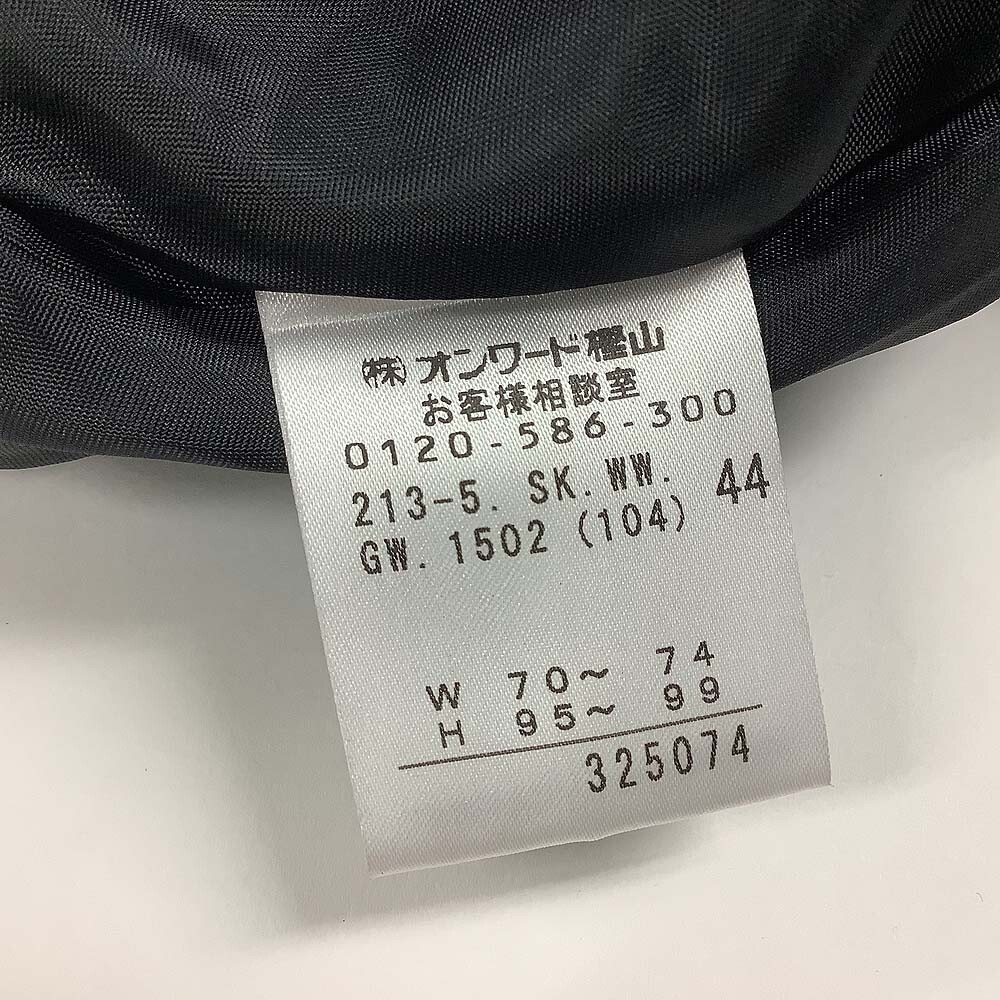 ㈱オンワード樫山
お客様相談室
0120-586-300
213-5. SK. WW. 44
GW. 1502 (104)
W 70~ 74
H 95~ 99
325074